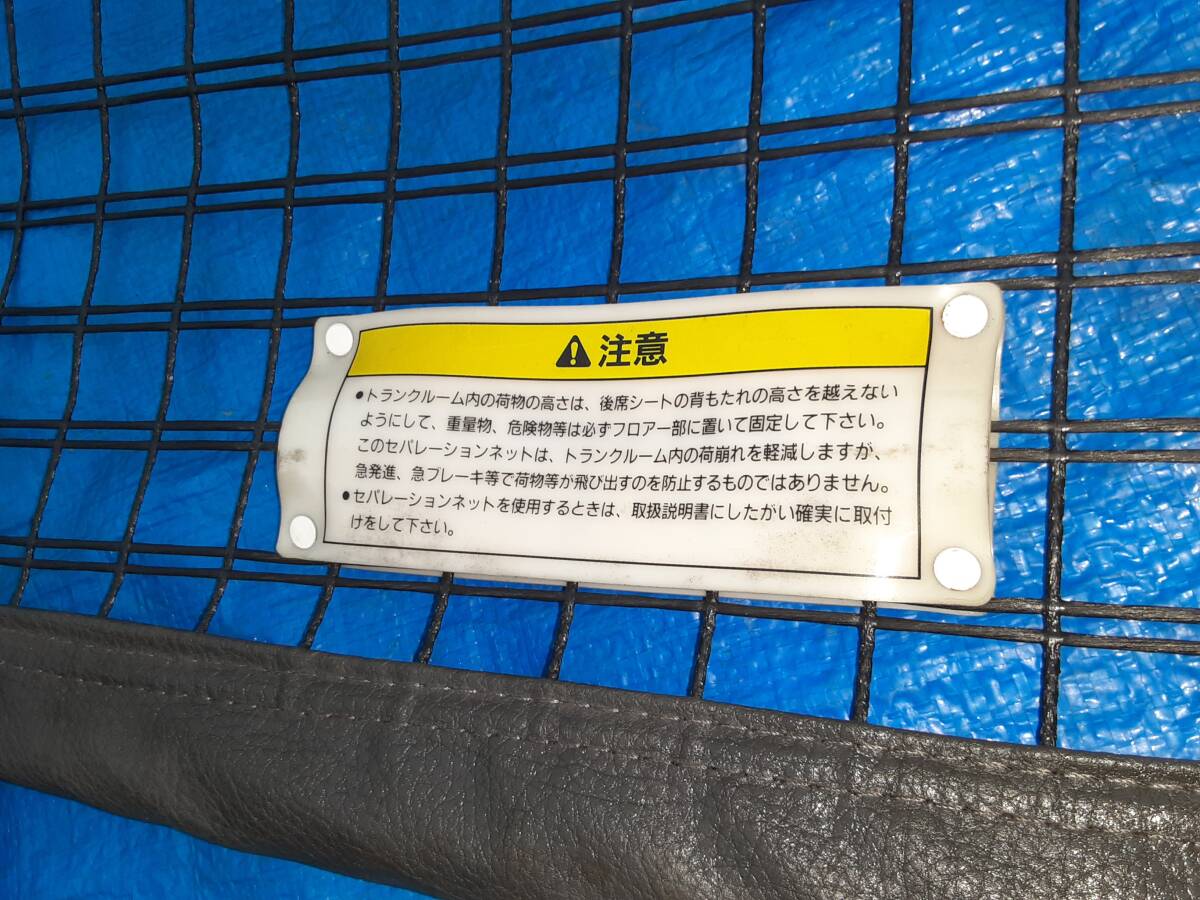 注意
●トランクルーム内の荷物の高さは、後席シートの背もたれの高さを越えない
ようにして、重量物、危険物等は必ずフロアー部に置いて固定して下さい。
このセパレーションネットは、トランクルーム内の荷崩れを軽減しますが、
急発進、急ブレーキ等で荷物等が飛び出すのを防止するものではありません。
●セパレーションネットを使用するときは、取扱説明書にしたがい確実に取付
けをして下さい。